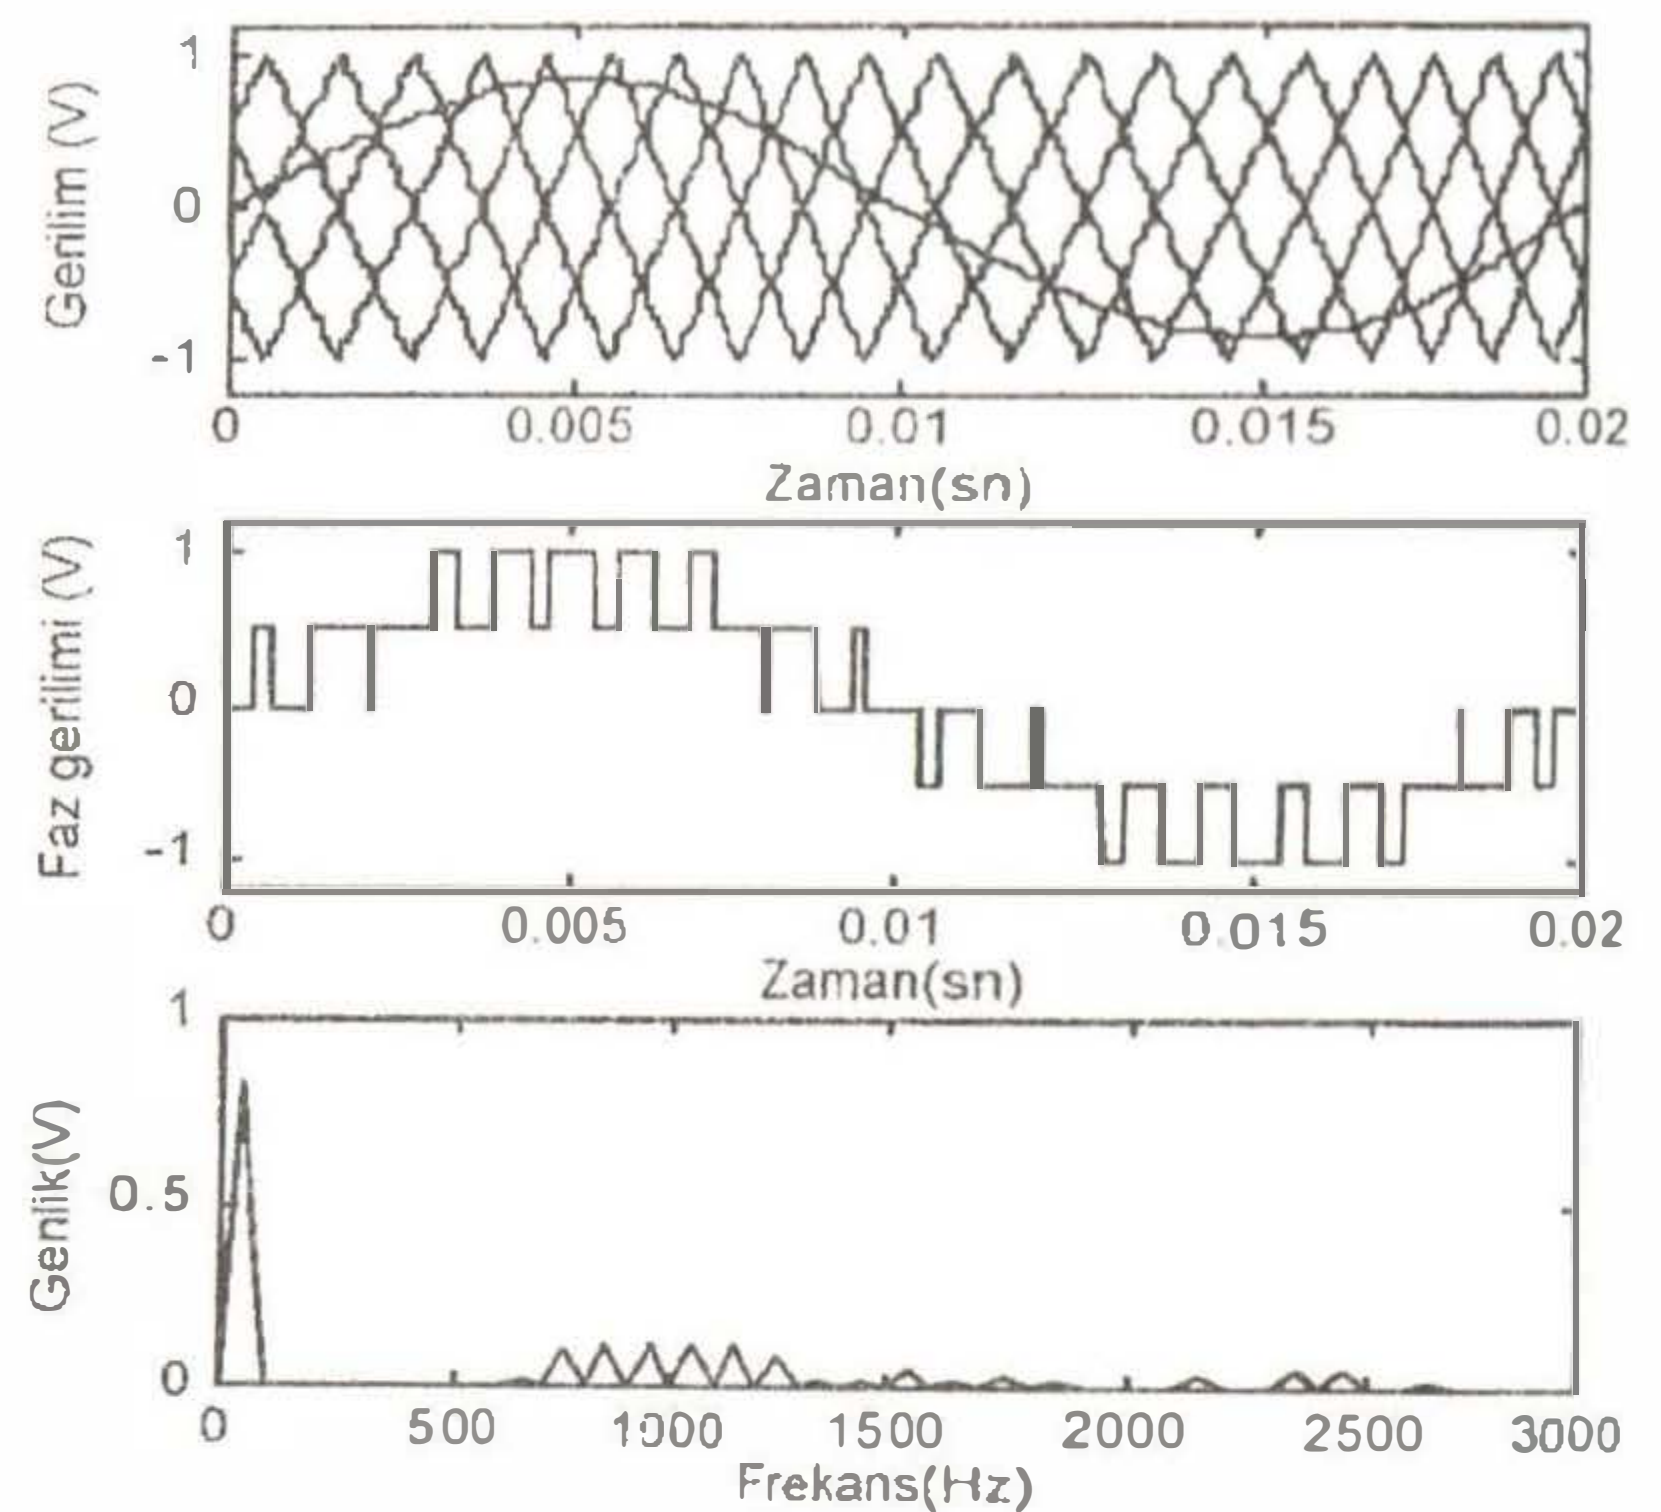 Gerilim (V)
1
0
-1
0 0.005 0.01 0.015 0.02
Zaman(sn)
Faz gerilimi (V)
1
0
-1
0 0.005 0.01 0.015 0.02
Zaman(sn)
Genlik(V)
1
0.5
0
0 500 1000 1500 2000 2500 3000
Frekans(Hz)